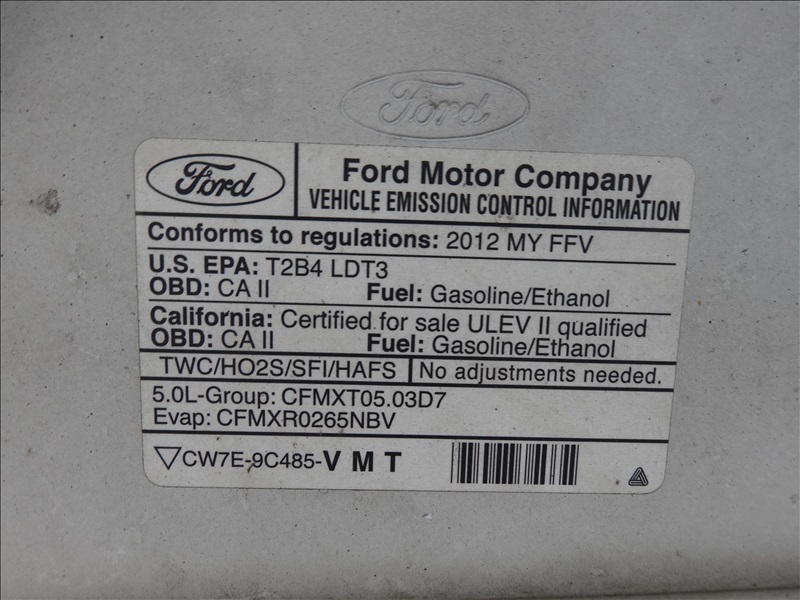 Ford
Ford
Ford Motor Company
VEHICLE EMISSION CONTROL INFORMATION
Conforms to regulations: 2012 MY FFV
U.S. EPA: T2B4 LDT3
OBD: CA II Fuel: Gasoline/Ethanol
California: Certified for sale ULEV II qualified
OBD: CA II Fuel: Gasoline/Ethanol
TWC/HO2S/SFI/HAFS No adjustments needed.
5.0L-Group: CFMXT05.03D7
Evap: CFMXR0265NBV
CW7E-9C485-V M T